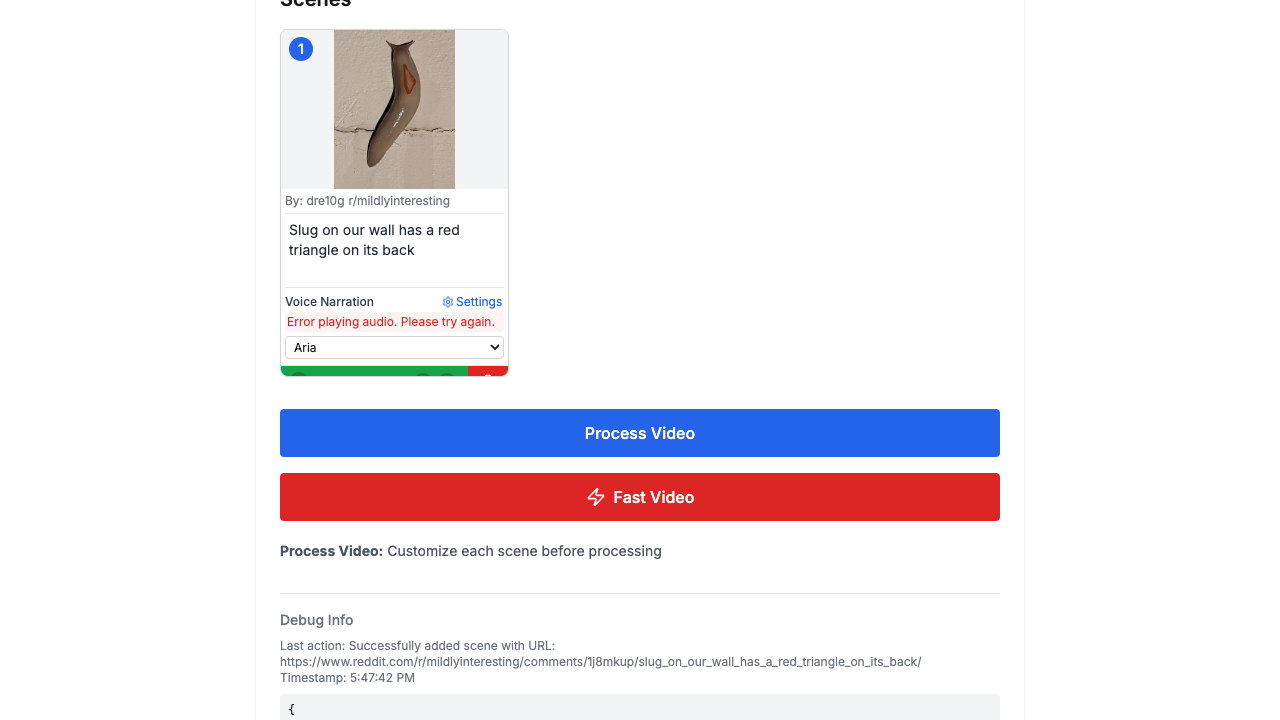 Scenes
1
By: dre10g r/mildlyinteresting
Slug on our wall has a red
triangle on its back
Voice Narration
Settings
Error playing audio. Please try again.
Aria
Process Video
Fast Video
Process Video: Customize each scene before processing
Debug Info
Last action: Successfully added scene with URL:
https://www.reddit.com/r/mildlyinteresting/comments/1j8mkup/slug_on_our_wall_has_a_red_triangle_on_its_back/
Timestamp: 5:47:42 PM
{